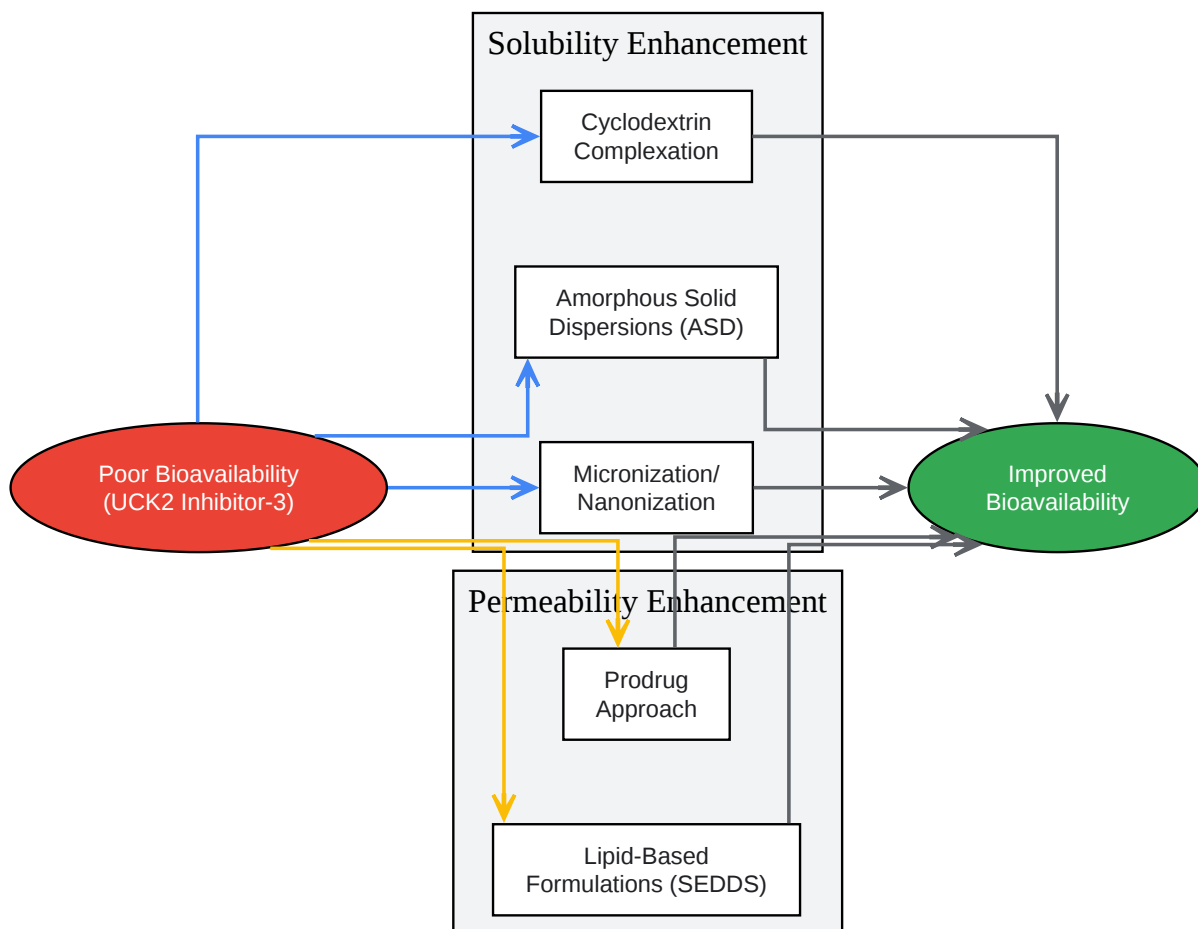 Solubility Enhancement
Cyclodextrin
Complexation
Amorphous Solid
Dispersions (ASD)
Poor Bioavailability
(UCK2 Inhibitor-3)
Micronization/
Nanonization
Improved
Bioavailability
Permeability Enhancement
Prodrug
Approach
Lipid-Based
Formulations (SEDDS)